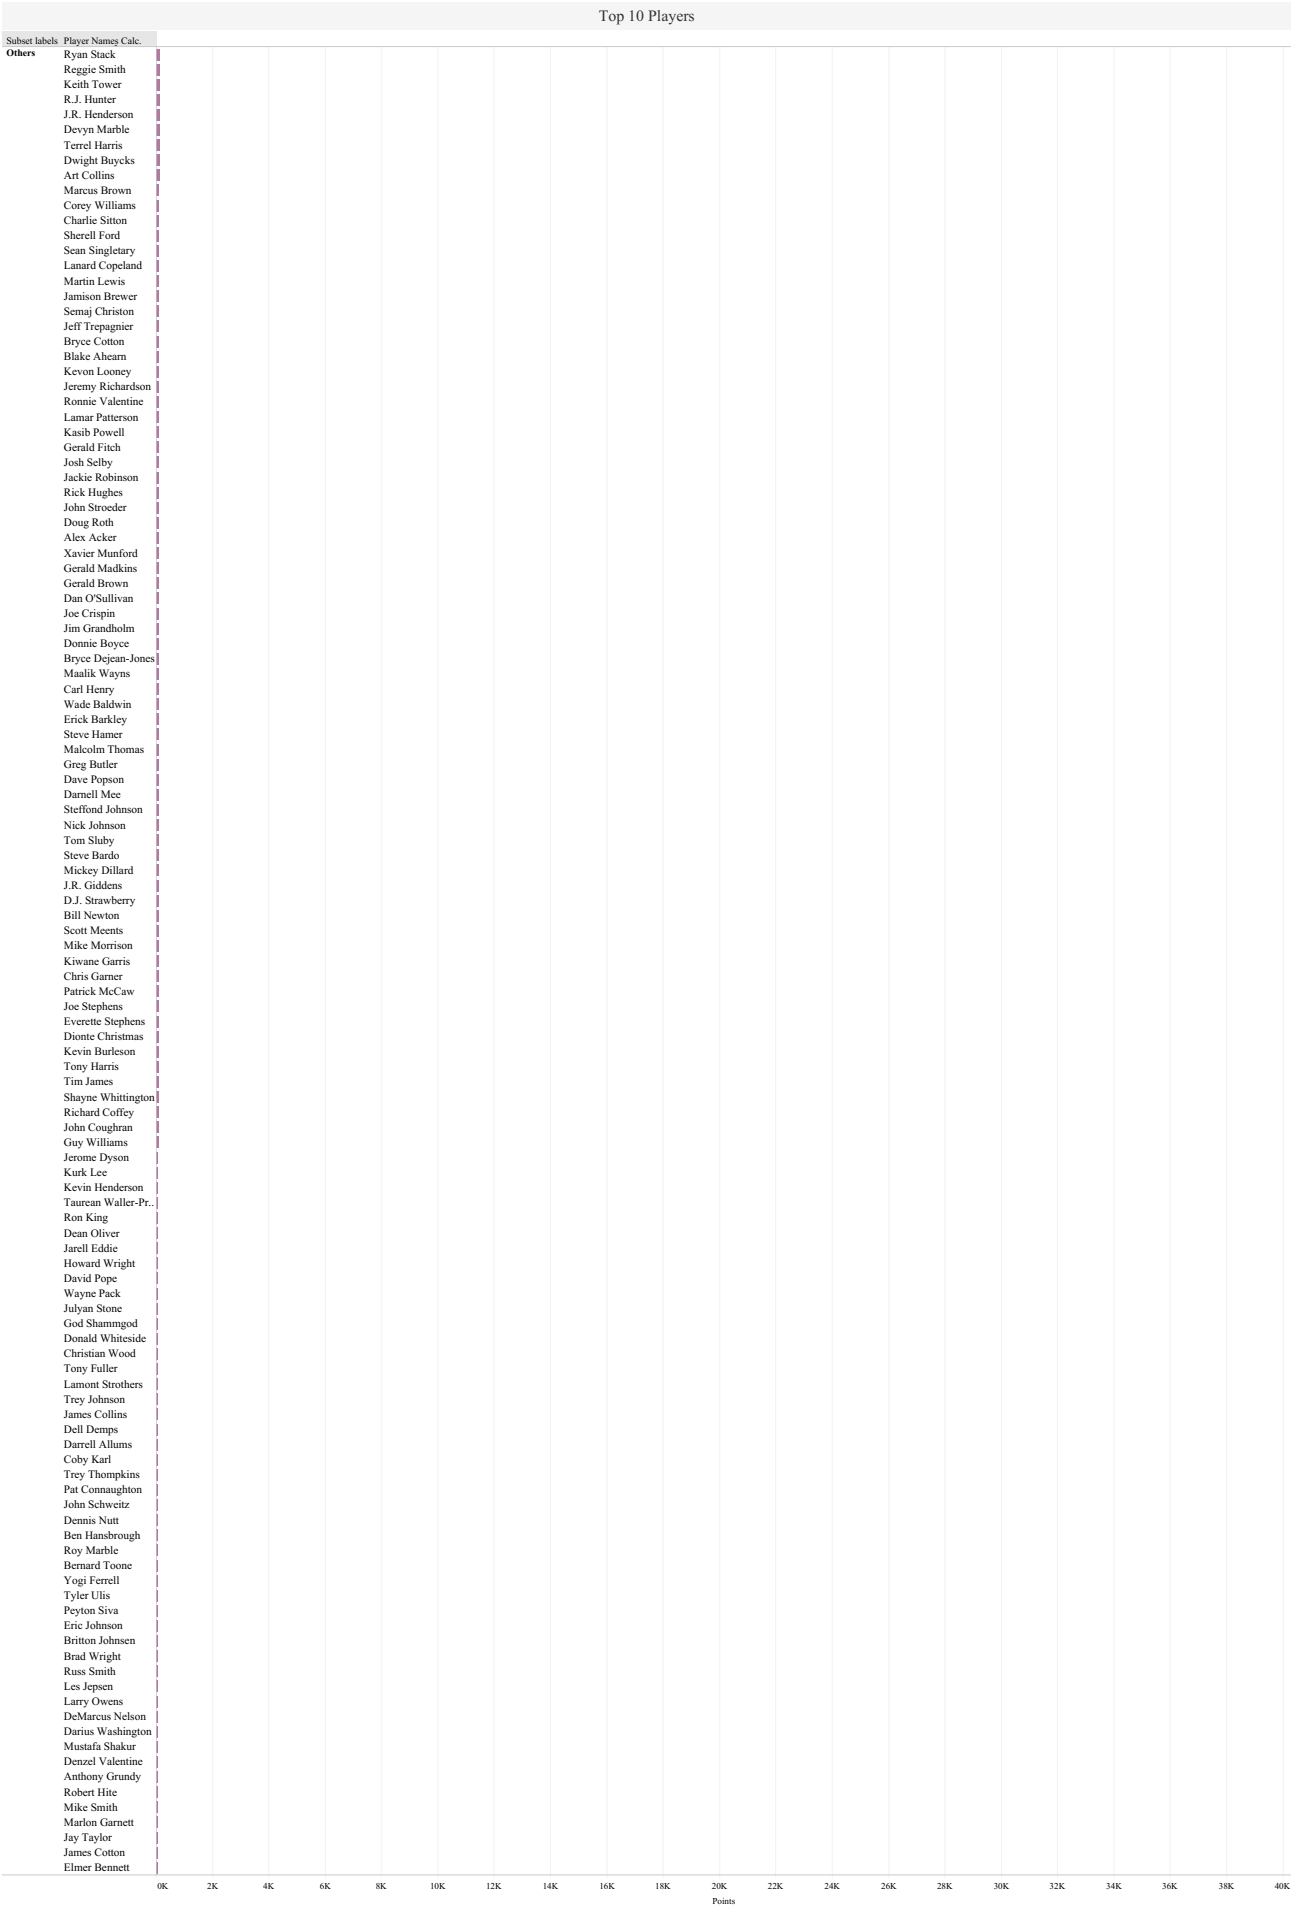 Top 10 Players
Subset labels Player Names Calc.
Others Ryan Stack
Reggie Smith
Keith Tower
R.J. Hunter
J.R. Henderson
Devyn Marble
Terrel Harris
Dwight Buycks
Art Collins
Marcus Brown
Corey Williams
Charlie Sitton
Sherell Ford
Sean Singletary
Lanard Copeland
Martin Lewis
Jamison Brewer
Semaj Christon
Jeff Trepagnier
Bryce Cotton
Blake Ahearn
Kevon Looney
Jeremy Richardson
Ronnie Valentine
Lamar Patterson
Kasib Powell
Gerald Fitch
Josh Selby
Jackie Robinson
Rick Hughes
John Stroeder
Doug Roth
Alex Acker
Xavier Munford
Gerald Madkins
Gerald Brown
Dan O'Sullivan
Joe Crispin
Jim Grandholm
Donnie Boyce
Bryce Dejean-Jones
Maalik Wayns
Carl Henry
Wade Baldwin
Erick Barkley
Steve Hamer
Malcolm Thomas
Greg Butler
Dave Popson
Darnell Mee
Steffond Johnson
Nick Johnson
Tom Sluby
Steve Bardo
Mickey Dillard
J.R. Giddens
D.J. Strawberry
Bill Newton
Scott Meents
Mike Morrison
Kiwane Garris
Chris Garner
Patrick McCaw
Joe Stephens
Everette Stephens
Dionte Christmas
Kevin Burleson
Tony Harris
Tim James
Shayne Whittington
Richard Coffey
John Coughran
Guy Williams
Jerome Dyson
Kurk Lee
Kevin Henderson
Taurean Waller-Pr..
Ron King
Dean Oliver
Jarell Eddie
Howard Wright
David Pope
Wayne Pack
Julyan Stone
God Shammgod
Donald Whiteside
Christian Wood
Tony Fuller
Lamont Strothers
Trey Johnson
James Collins
Dell Demps
Darrell Allums
Coby Karl
Trey Thompkins
Pat Connaughton
John Schweitz
Dennis Nutt
Ben Hansbrough
Roy Marble
Bernard Toone
Yogi Ferrell
Tyler Ulis
Peyton Siva
Eric Johnson
Britton Johnsen
Brad Wright
Russ Smith
Les Jepsen
Larry Owens
DeMarcus Nelson
Darius Washington
Mustafa Shakur
Denzel Valentine
Anthony Grundy
Robert Hite
Mike Smith
Marlon Garnett
Jay Taylor
James Cotton
Elmer Bennett
0K 2K 4K 6K 8K 10K 12K 14K 16K 18K 20K 22K 24K 26K 28K 30K 32K 34K 36K 38K 40K
Points